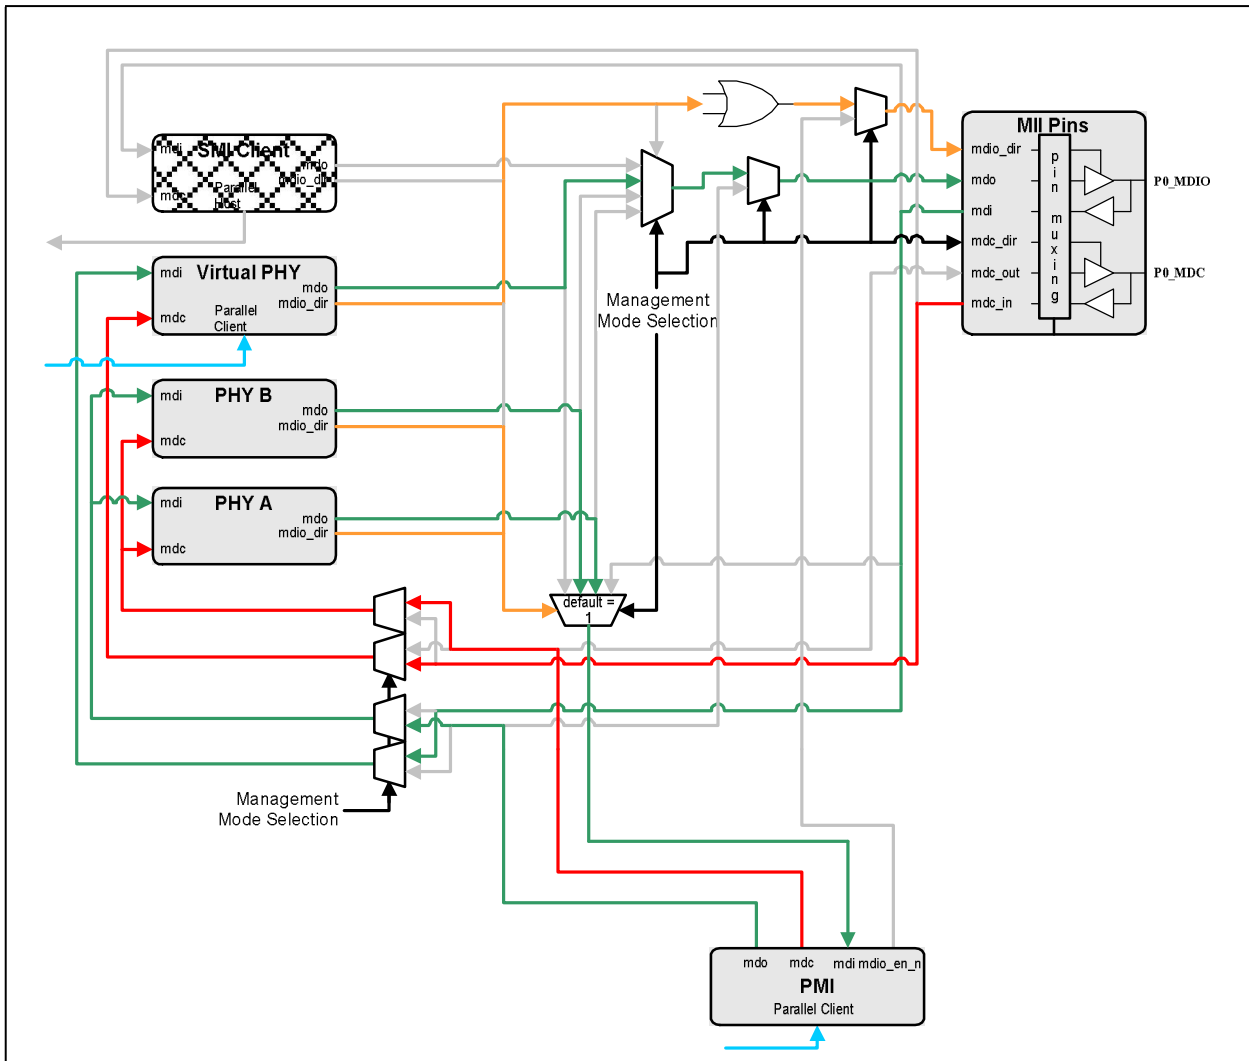 MII Pins
mdio_dir
mdo
mdi
mdc_dir
mdc_out
mdc_in
pin muxing
P0_MDIO
P0_MDC
SMI Client
mdi
mdc
mdo
mdio_dir
Parallel
Host
Virtual PHY
mdi
mdc
mdo
mdio_dir
Parallel
Client
Management
Mode Selection
PHY B
mdi
mdc
mdo
mdio_dir
PHY A
mdi
mdc
mdo
mdio_dir
default =
1
Management
Mode Selection
mdo
mdc
mdi
mdio_en_n
PMI
Parallel Client